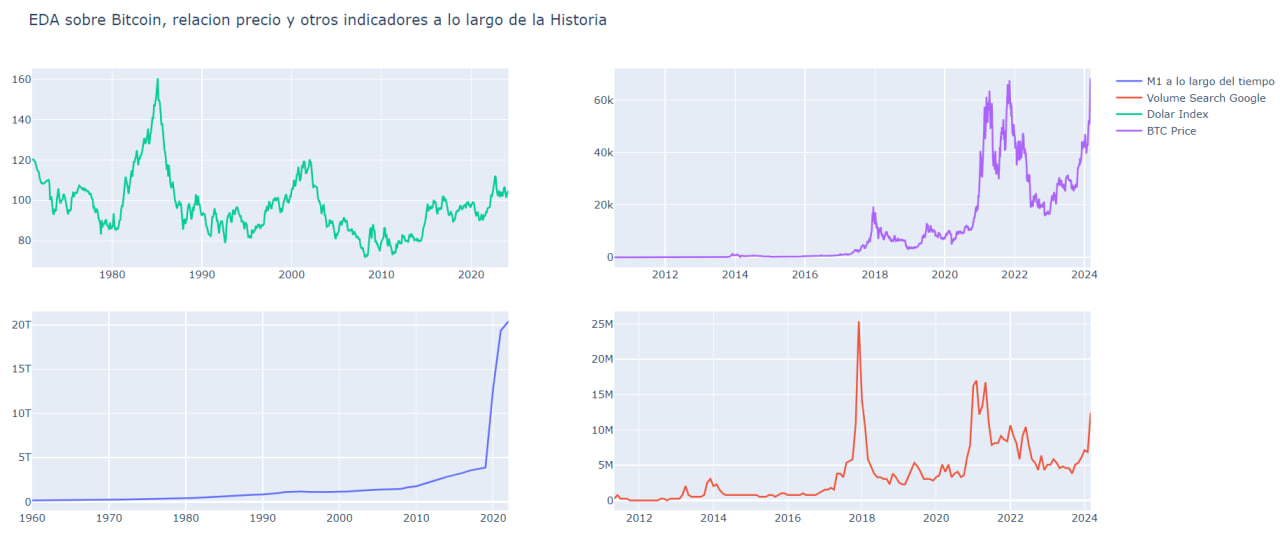 EDA sobre Bitcoin, relacion precio y otros indicadores a lo largo de la Historia
160
140
120
100
80
1980
1990
2000
2010
2020
60k
40k
20k
0
2012
2014
2016
2018
2020
2022
2024
M1 a lo largo del tiempo
Volume Search Google
Dolar Index
BTC Price
20T
15T
10T
5T
0
1960
1970
1980
1990
2000
2010
2020
25M
20M
15M
10M
5M
0
2012
2014
2016
2018
2020
2022
2024